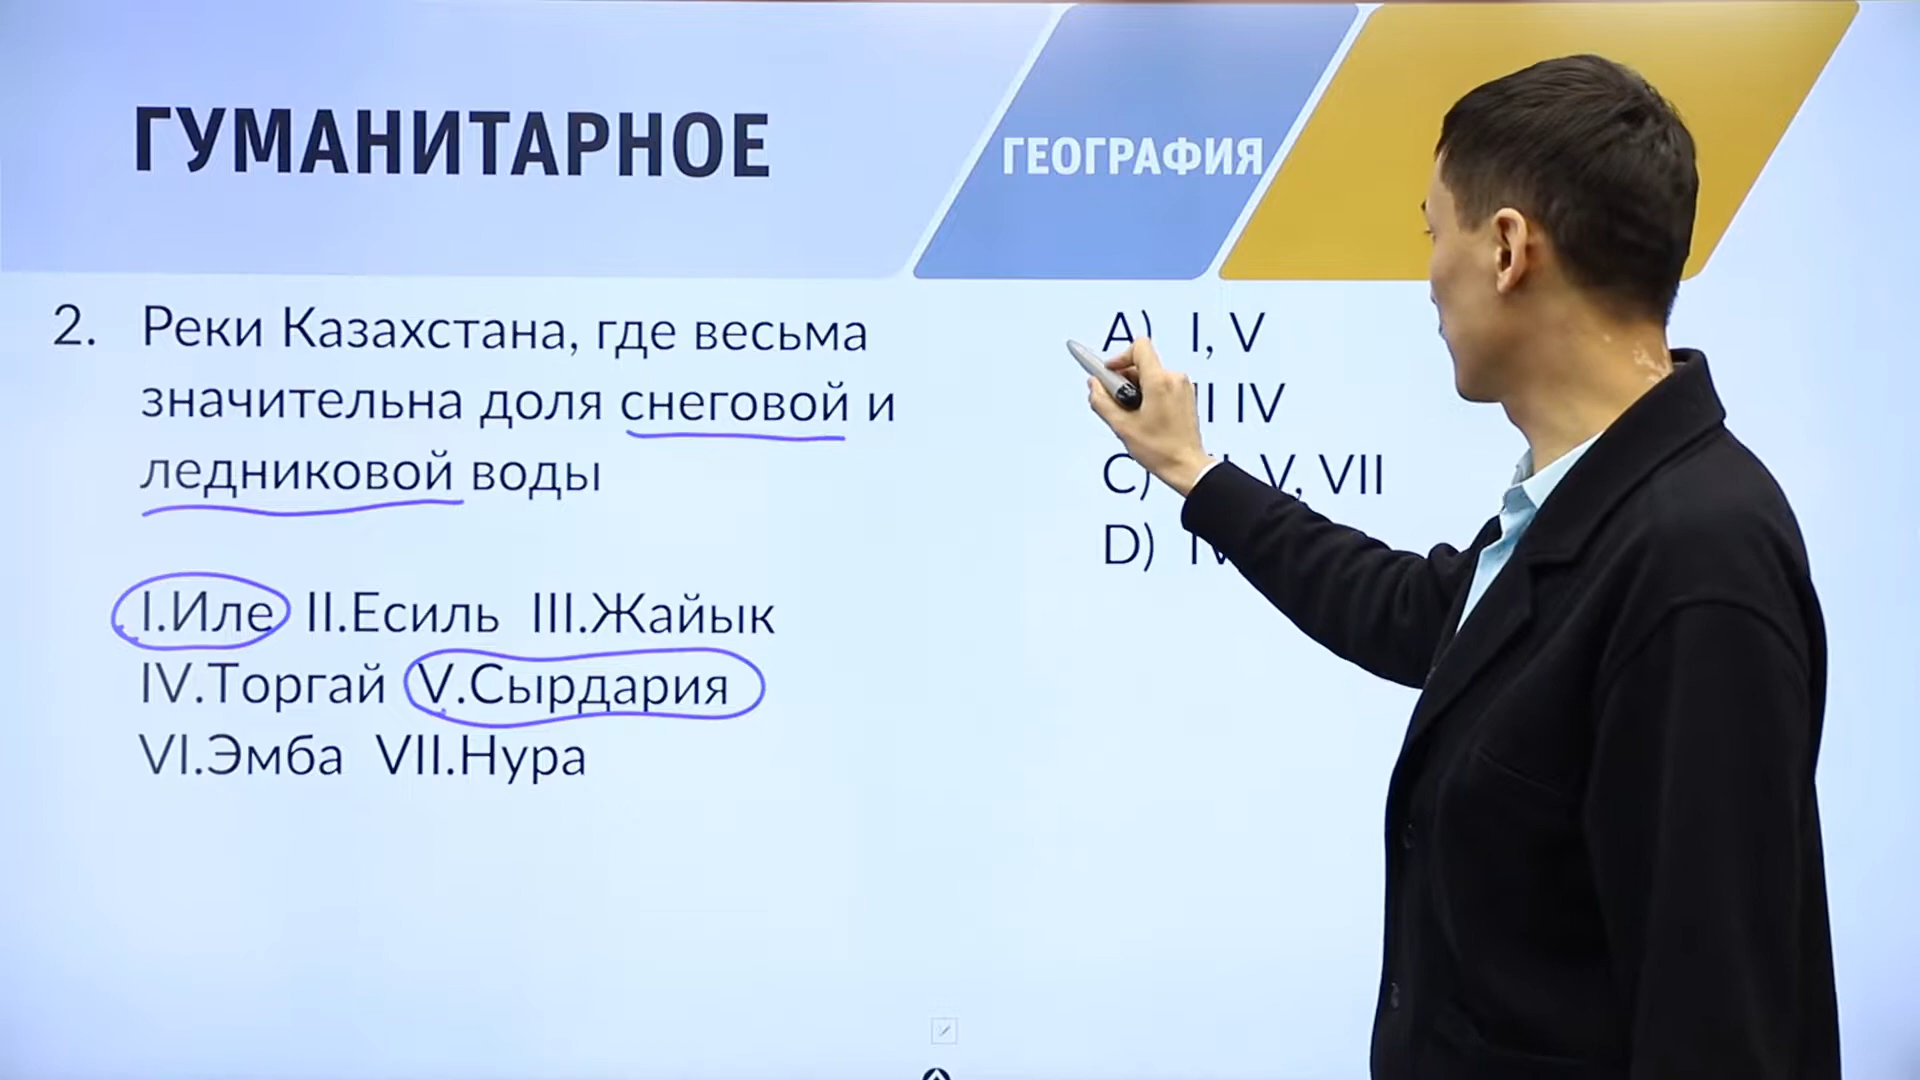 ГУМАНИТАРНОЕ
ГЕОГРАФИЯ
2. Реки Казахстана, где весьма
значительна доля снеговой и
ледниковой воды
I.Иле II.Есиль III.Жайык
IV.Торгай V.Сырдария
VI.Эмба VII.Нура
A) I, V
IV
C) V, VII
D)